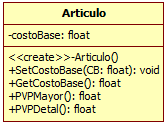 Articulo
-costoBase: float
<<create>>-Articulo()
+SetCostoBase(CB: float): void
+GetCostoBase(): float
+PVPMayor(): float
+PVPDetal(): float